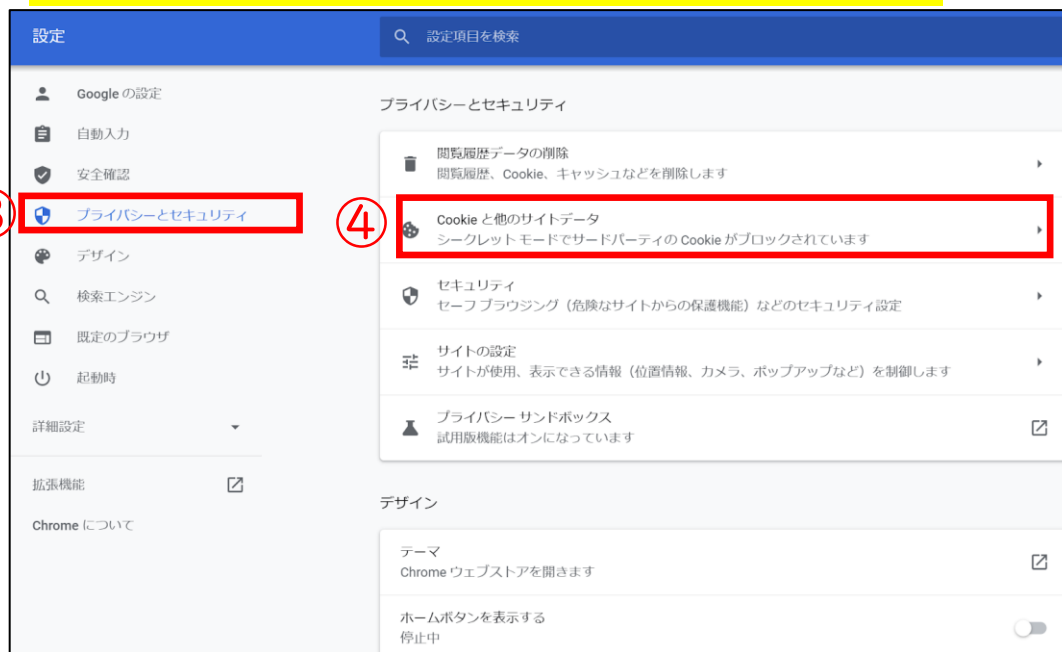 設定
設定項目を検索
Google の設定
自動入力
安全確認
③
プライバシーとセキュリティ
デザイン
検索エンジン
既定のブラウザ
起動時
詳細設定
拡張機能
Chrome について
プライバシーとセキュリティ
閲覧履歴データの削除
閲覧履歴、Cookie、キャッシュなどを削除します
④
Cookie と他のサイトデータ
シークレット モードでサードパーティの Cookie がブロックされています
セキュリティ
セーフ ブラウジング（危険なサイトからの保護機能）などのセキュリティ設定
サイトの設定
サイトが使用、表示できる情報（位置情報、カメラ、ポップアップなど）を制御します
プライバシー サンドボックス
試用版機能はオンになっています
デザイン
テーマ
Chrome ウェブストアを開きます
ホームボタンを表示する
停止中